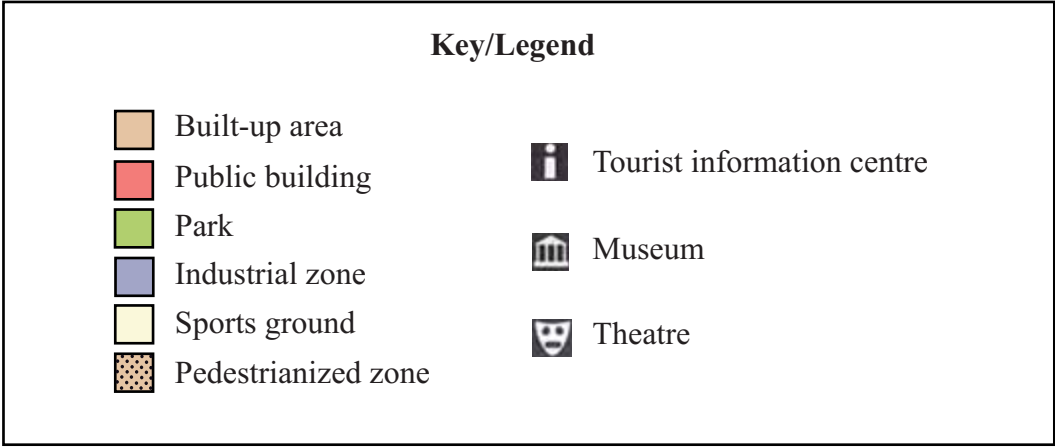 Key/Legend
Built-up area
Public building
Park
Industrial zone
Sports ground
Pedestrianized zone
Tourist information centre
Museum
Theatre